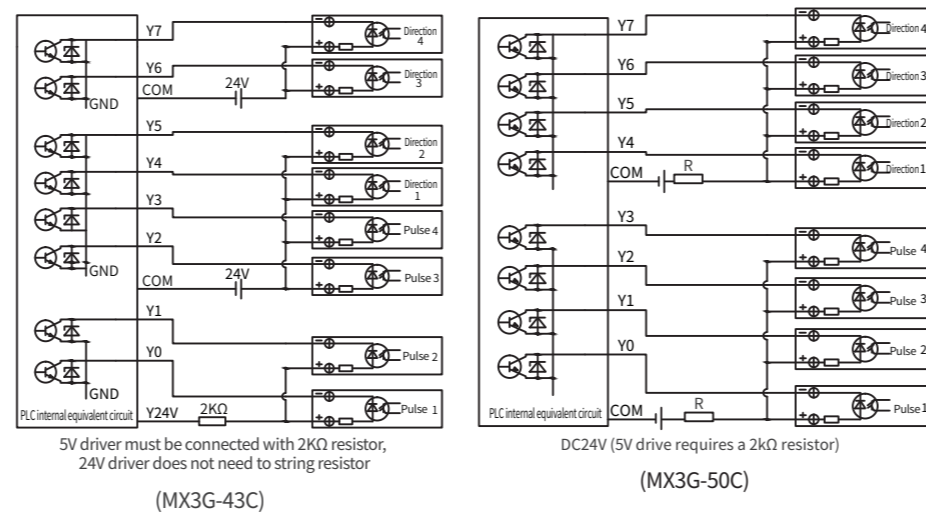 Y7
Direction
4
Y6
COM
24V
Direction
3
GND
Y5
Direction
2
Y4
Direction
1
Y3
Pulse 4
Y2
GND
COM
24V
Pulse 3
Y1
Pulse 2
Y0
GND
PLC internal equivalent circuit
Y24V
2KΩ
Pulse 1
5V driver must be connected with 2KΩ resistor,
24V driver does not need to string resistor
(MX3G-43C)
Y7
Direction 4
Y6
Direction 3
Y5
Direction 2
Y4
COM
R
Direction 1
Y3
Pulse 4
Y2
Pulse 3
Y1
Pulse 2
Y0
PLC internal equivalent circuit
COM
R
Pulse 1
DC24V (5V drive requires a 2kΩ resistor)
(MX3G-50C)